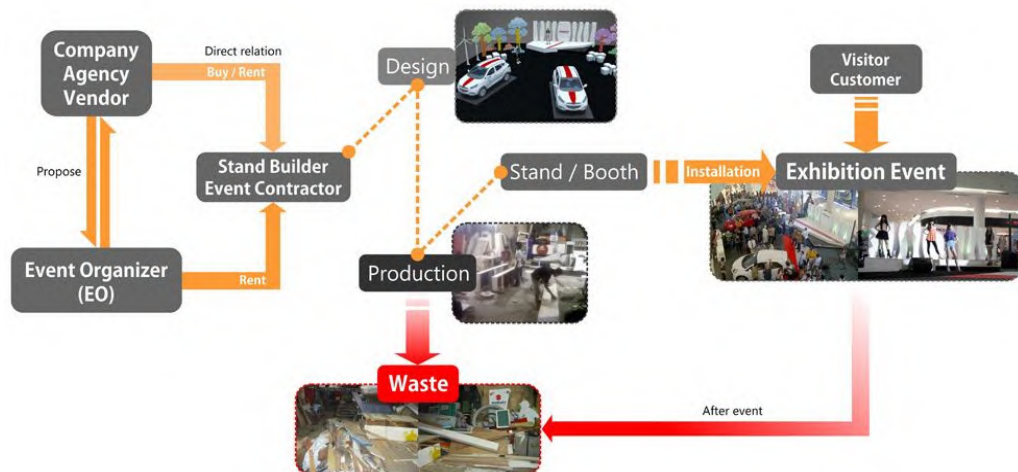 Company
Agency
Vendor
Direct relation
Buy / Rent
Design
Visitor
Customer
Propose
Stand Builder
Event Contractor
Stand / Booth
Installation
Exhibition Event
Event Organizer
(EO)
Rent
Production
Waste
After event